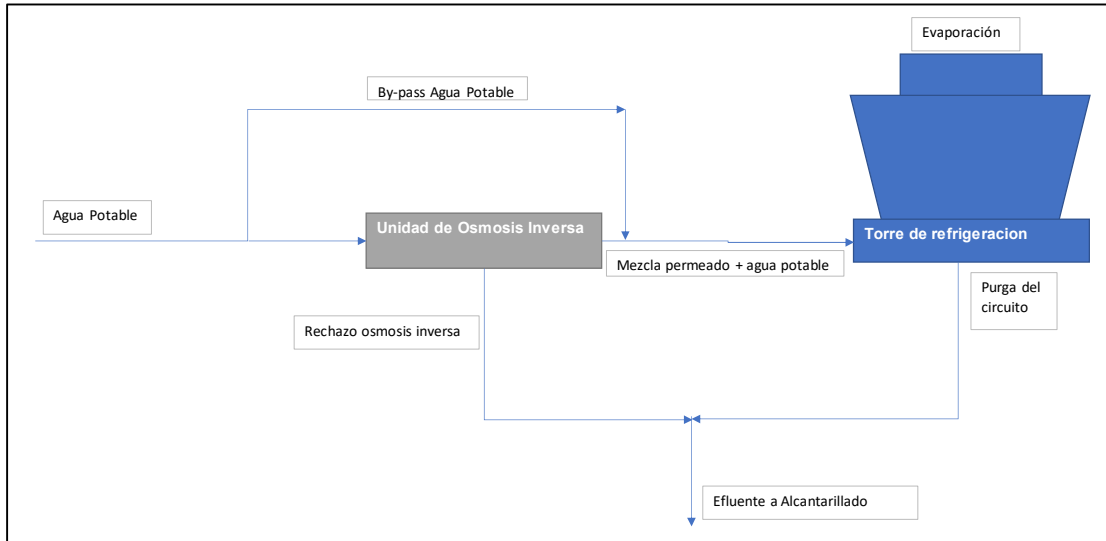 Evaporación
By-pass Agua Potable
Agua Potable
Unidad de Osmosis Inversa
Torre de refrigeracion
Mezcla permeado + agua potable
Purga del
circuito
Rechazo osmosis inversa
Efluente a Alcantarillado